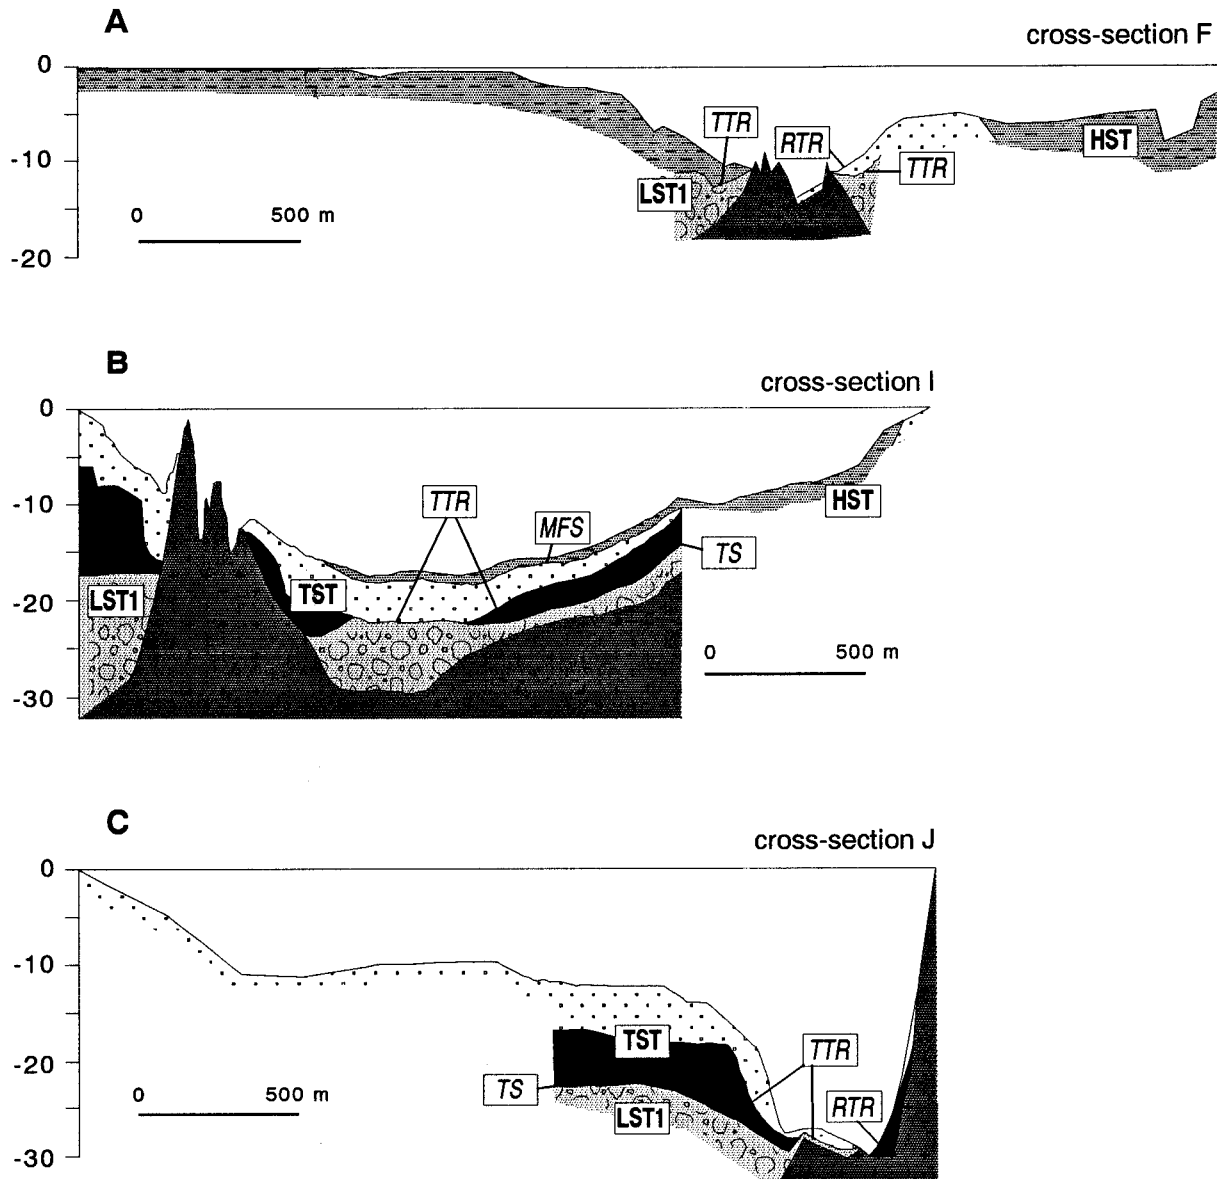 A
cross-section F
0
-10
-20
TTR
RTR
TTR
HST
LST1
0 500 m
B
cross-section I
0
-10
-20
-30
TTR
MFS
HST
TS
TST
LST1
0 500 m
C
cross-section J
0
-10
-20
-30
TST
TTR
TS
LST1
RTR
0 500 m